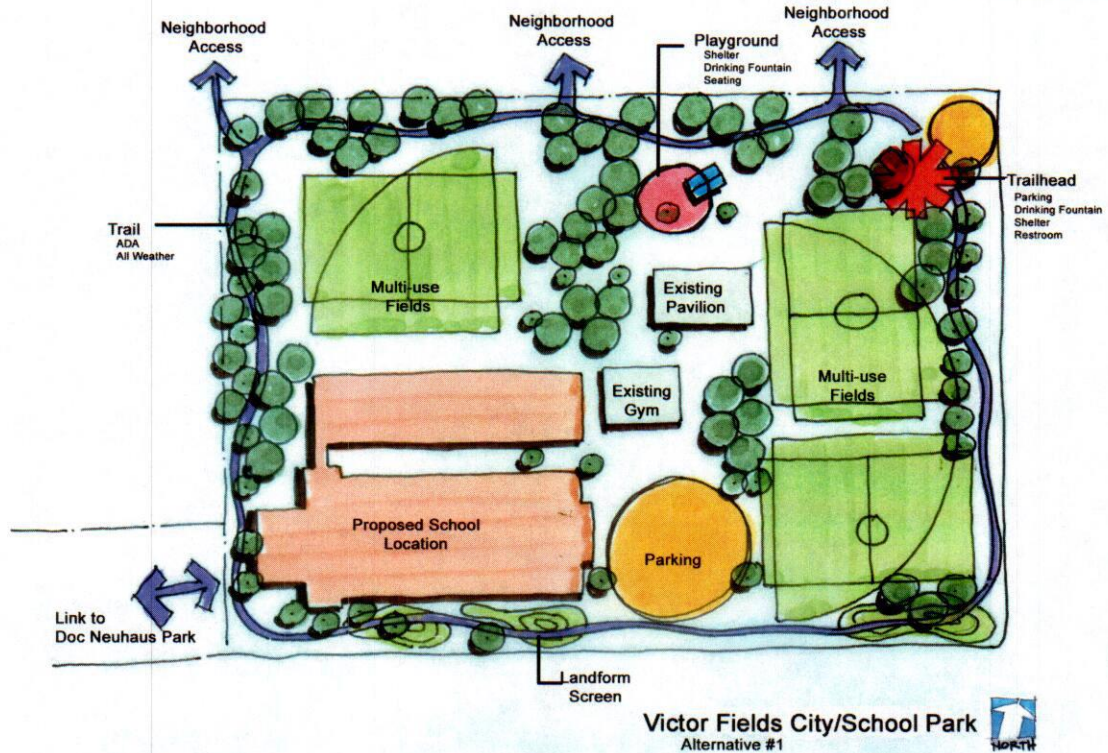 Neighborhood
Access
Neighborhood
Access
Neighborhood
Access
Playground
Shelter
Drinking Fountain
Seating
Trailhead
Parking
Drinking Fountain
Shelter
Restroom
Trail
ADA
All Weather
Multi-use
Fields
Existing
Pavilion
Existing
Gym
Multi-use
Fields
Proposed School
Location
Parking
Link to
Doc Neuhaus Park
Landform
Screen
Victor Fields City/School Park
Alternative #1
NORTH